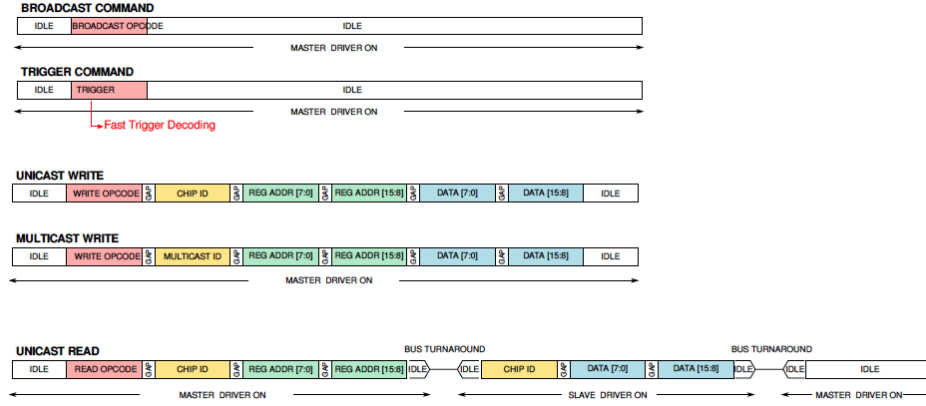 BROADCAST COMMAND
IDLE BROADCAST OPCODE IDLE
MASTER DRIVER ON
TRIGGER COMMAND
IDLE TRIGGER IDLE
MASTER DRIVER ON
Fast Trigger Decoding
UNICAST WRITE
IDLE WRITE OPCODE GAP CHIP ID GAP REG ADDR [7:0] GAP REG ADDR [15:8] GAP DATA [7:0] GAP DATA [15:8] IDLE
MULTICAST WRITE
IDLE WRITE OPCODE GAP MULTICAST ID GAP REG ADDR [7:0] GAP REG ADDR [15:8] GAP DATA [7:0] GAP DATA [15:8] IDLE
MASTER DRIVER ON
UNICAST READ BUS TURNAROUND BUS TURNAROUND
IDLE READ OPCODE GAP CHIP ID GAP REG ADDR [7:0] GAP REG ADDR [15:8] IDLE IDLE CHIP ID DATA [7:0] GAP DATA [15:8] IDLE IDLE IDLE
MASTER DRIVER ON SLAVE DRIVER ON MASTER DRIVER ON